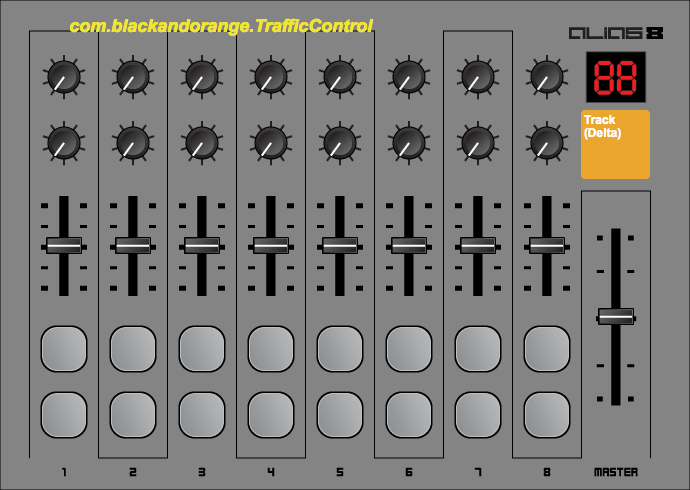 com.blackandorange.TrafficControl
ALIAS 8
88
Track
(Delta)
1 2 3 4 5 6 7 8 MASTER